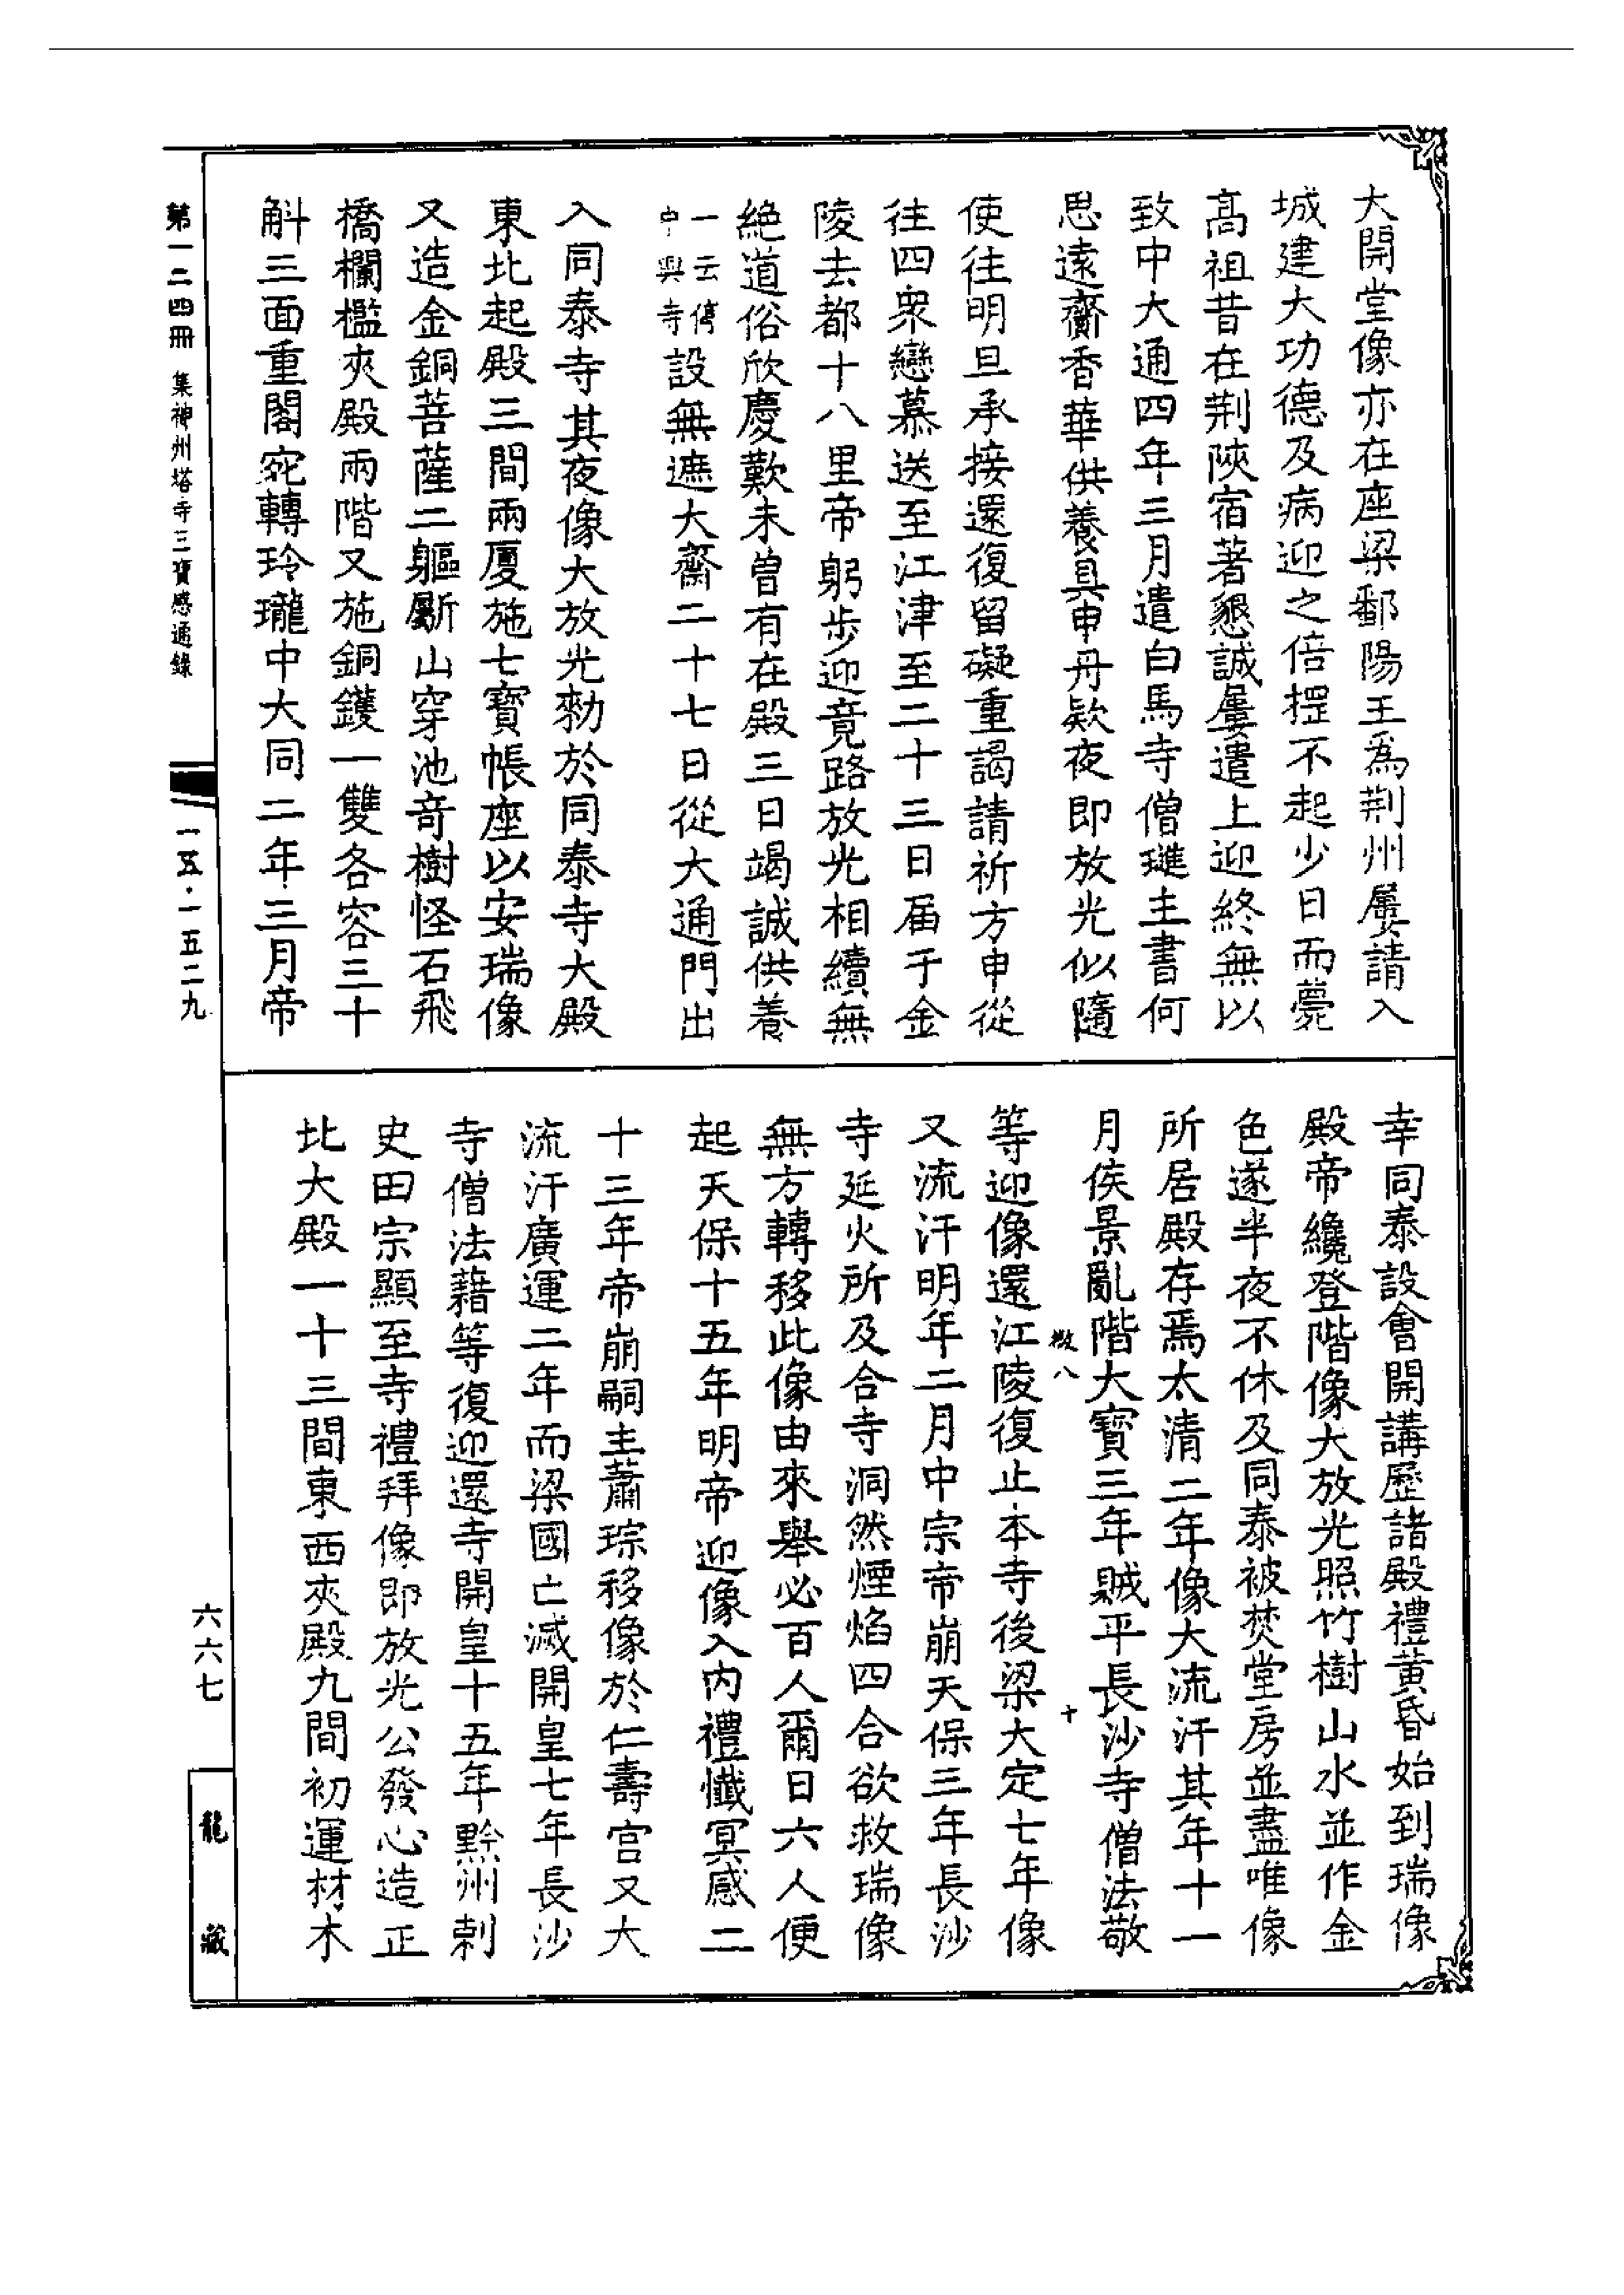 大開堂像亦在座梁鄱陽王為荆州屢請入
城建大功德及病迎之倍捏不起少日而薨
髙祖昔在荆陝宿著懇誠屢遣上迎終無以
致中大通四年三月遣白馬寺僧璡主書何
思遠齎香華供養具申丹欵夜即放光似隨
使往明旦承接還復留礙重謁請祈方申從
往四衆戀慕送至江津至二十三日届于金
陵去都十八里帝躬步迎竟路放光相續無
絶道俗欣慶歎未曽有在殿三日竭誠供養
一云停中興寺設無遮大齋二十七日從大通門出
入同泰寺其夜像大放光勑於同泰寺大殿
東北起殿三間兩厦施七寳帳座以安瑞像
又造金銅菩薩二軀斸山穿池竒樹怪石飛
橋欄檻夾殿兩階又施銅鑊一雙各容三十
斛三面重閣宛轉玲瓏中大同二年三月帝
幸同泰設會開講歷諸殿禮黄昏始到瑞像
殿帝纔登階像大放光照竹樹山水並作金
色遂半夜不休及同泰被焚堂房並盡唯像
所居殿存焉太清二年像大流汗其年十一
月侯景亂階大寳三年賊平長沙寺僧法敬
等迎像還江陵復止本寺後梁大定七年像
又流汗明年二月中宗帝崩天保三年長沙
寺延火所及合寺洞然煙焰四合欲救瑞像
無方轉移此像由來舉必百人爾日六人便
起天保十五年明帝迎像入内禮懺冥感二
十三年帝崩嗣主蕭琮移像於仁壽宫又大
流汗廣運二年而梁國亡滅開皇七年長沙
寺僧法藉等復迎還寺開皇十五年黔州剌
史田宗顯至寺禮拜像即放光公發心造正
北大殿一十三間東西夾殿九間初運材木
微八
十
第一二四冊 集神州塔寺三寶感通錄
一五·一五二九
六六七
龍藏